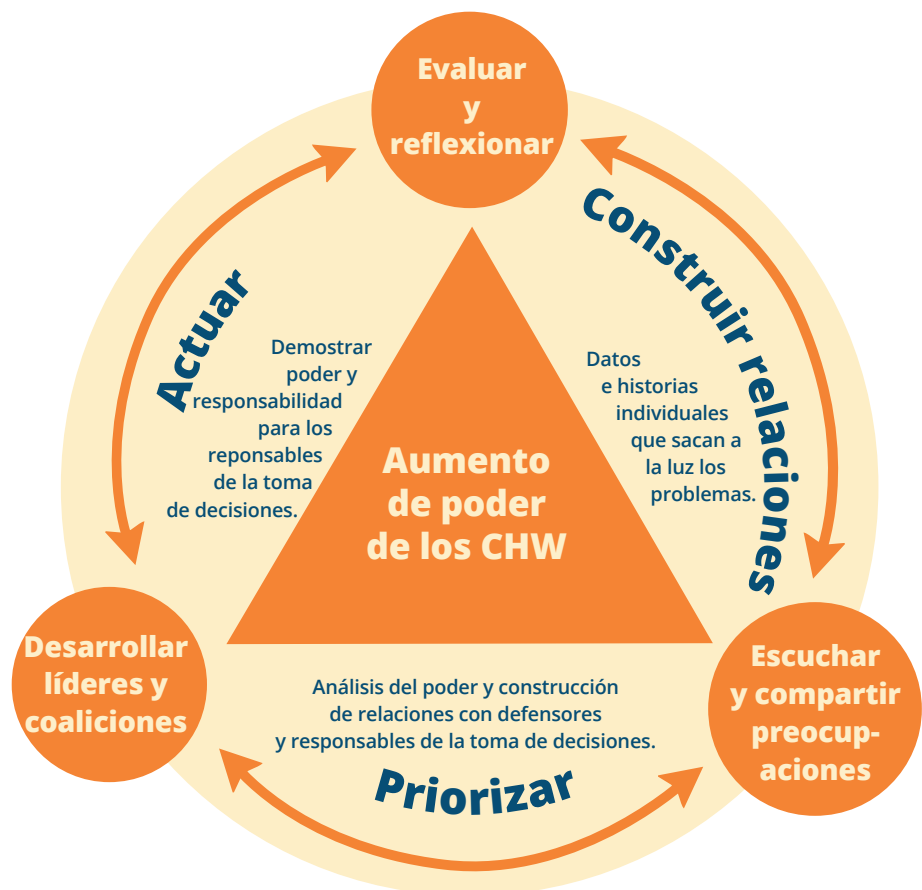 Evaluar
y
reflexionar
Construir relaciones
Datos
e historias
individuales
que sacan a
la luz los
problemas.
Escuchar
y compartir
preocup-
aciones
Priorizar
Análisis del poder y construcción
de relaciones con defensores
y responsables de la toma de decisiones.
Desarrollar
líderes y
coaliciones
Actuar
Demostrar
poder y
responsabilidad
para los
reponsables
de la toma
de decisiones.
Aumento
de poder
de los CHW